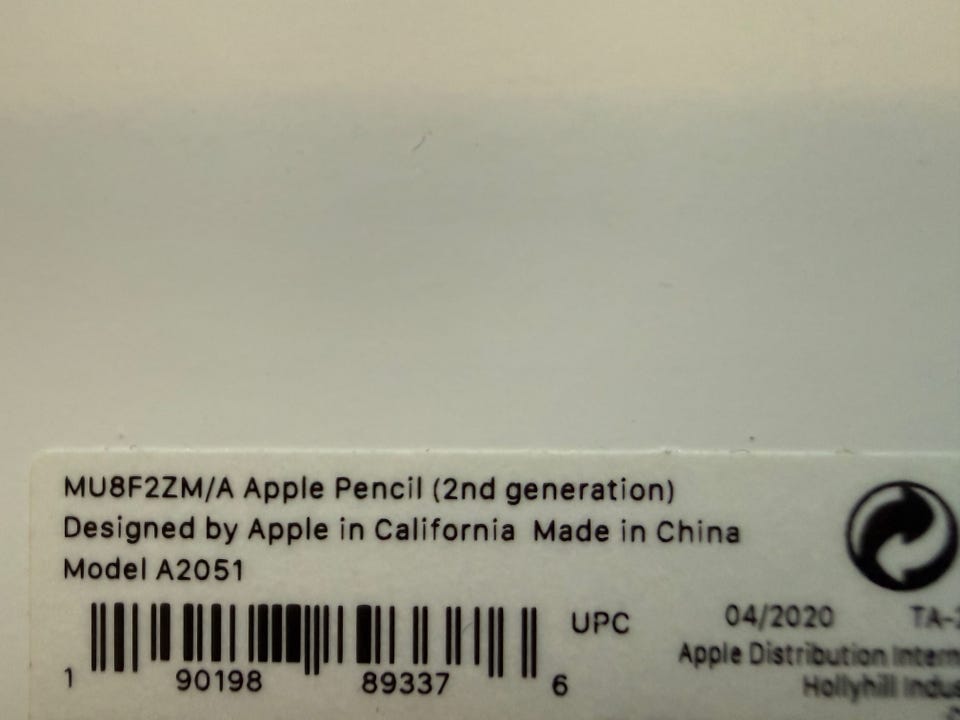 MU8F2ZM/A Apple Pencil (2nd generation)
Designed by Apple in California Made in China
Model A2051
UPC 04/2020
1 90198 89337 6
Apple Distribution
Hollyhill